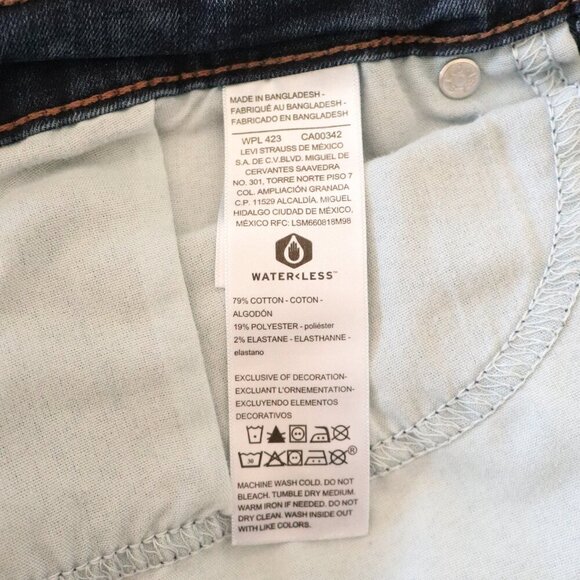 MADE IN BANGLADESH -
FABRIQUÉ AU BANGLADESH -
FABRICADO EN BANGLADESH
WPL 423 CA00342
LEVI STRAUSS DE MÉXICO
S.A. DE C.V.BLVD. MIGUEL DE
CERVANTES SAAVEDRA
NO. 301, TORRE NORTE PISO 7
COL. AMPLIACIÓN GRANADA
C.P. 11529 ALCALDÍA. MIGUEL
HIDALGO CIUDAD DE MÉXICO.
MÉXICO RFC: LSM660818M98
WATER<LESS™
79% COTTON - COTON -
ALGODÓN
19% POLYESTER - poliéster
2% ELASTANE - ELASTHANNE -
elastano
EXCLUSIVE OF DECORATION-
EXCLUANT L'ORNEMENTATION-
EXCLUYENDO ELEMENTOS
DECORATIVOS
30 ®
MACHINE WASH COLD. DO NOT
BLEACH. TUMBLE DRY MEDIUM.
WARM IRON IF NEEDED. DO NOT
DRY CLEAN. WASH INSIDE OUT
WITH LIKE COLORS.